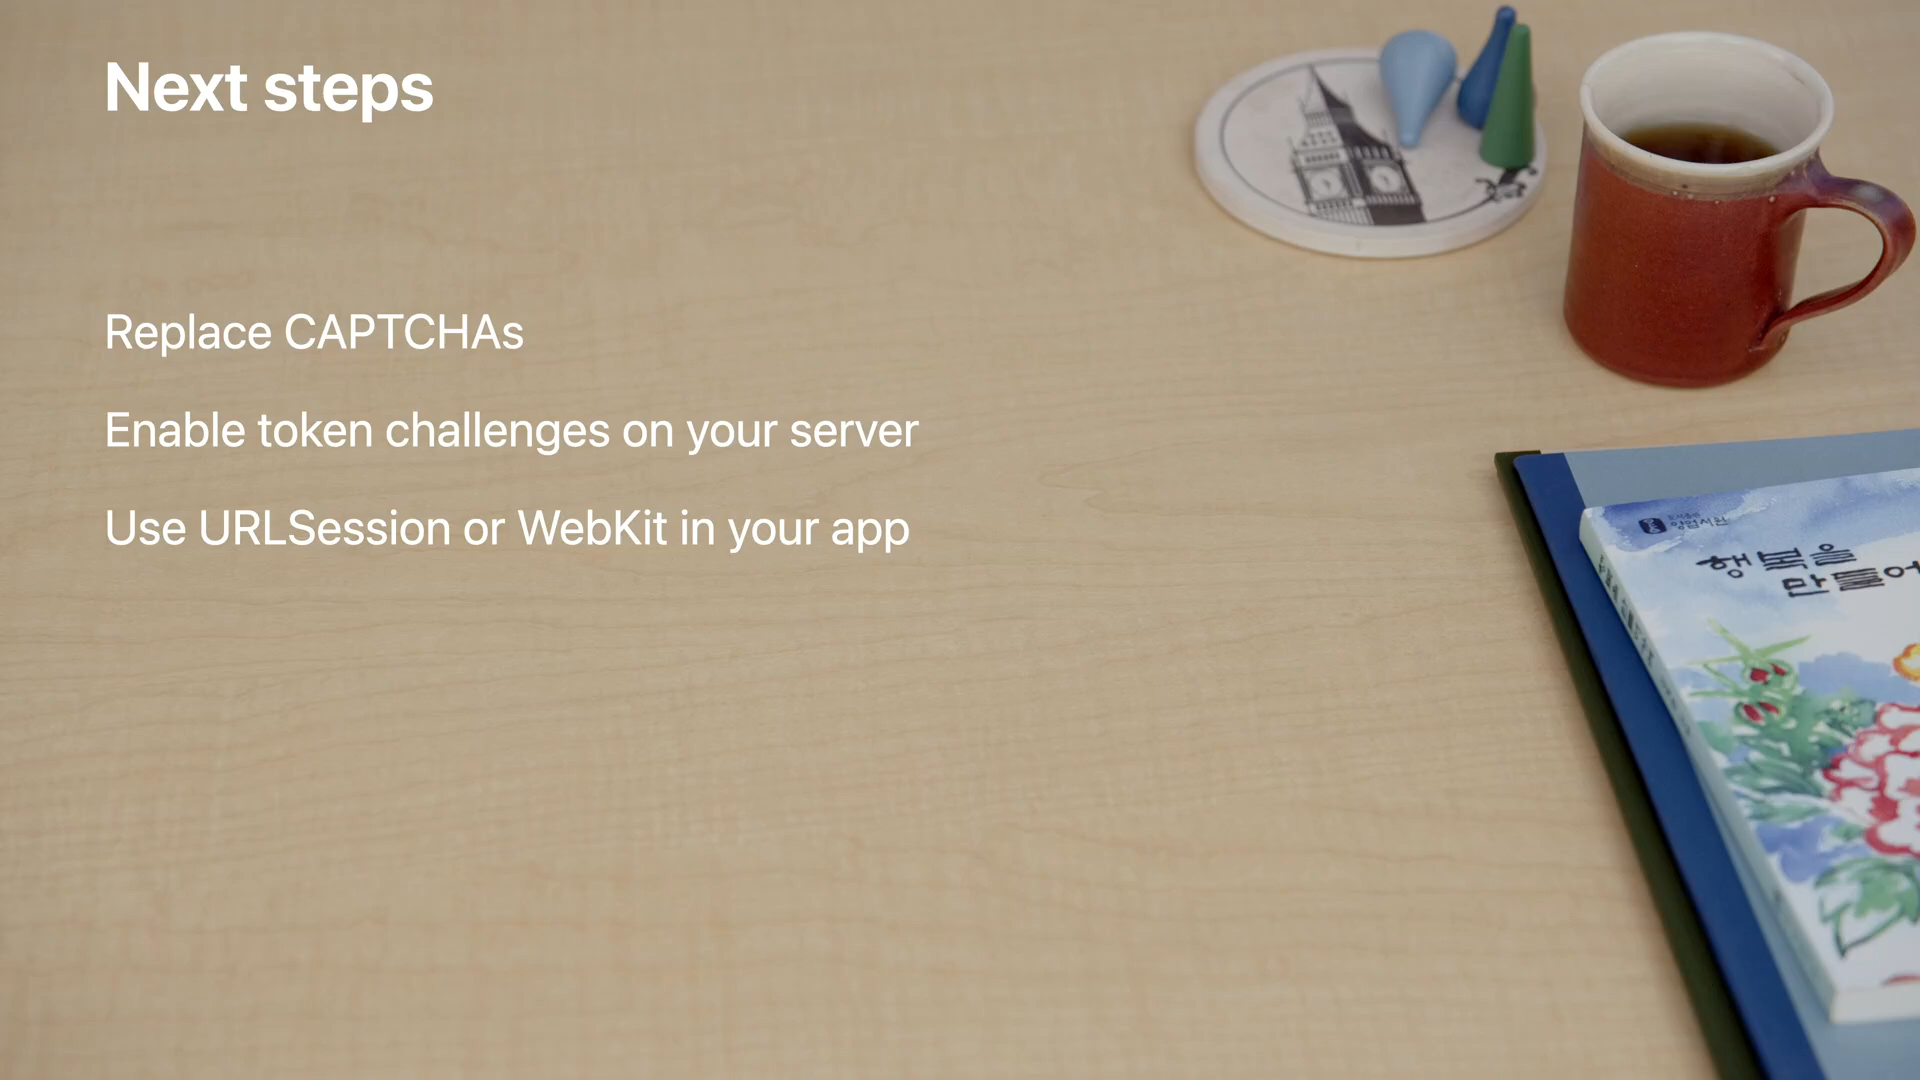 Next steps
Replace CAPTCHAs
Enable token challenges on your server
Use URLSession or WebKit in your app
행복을
만들어